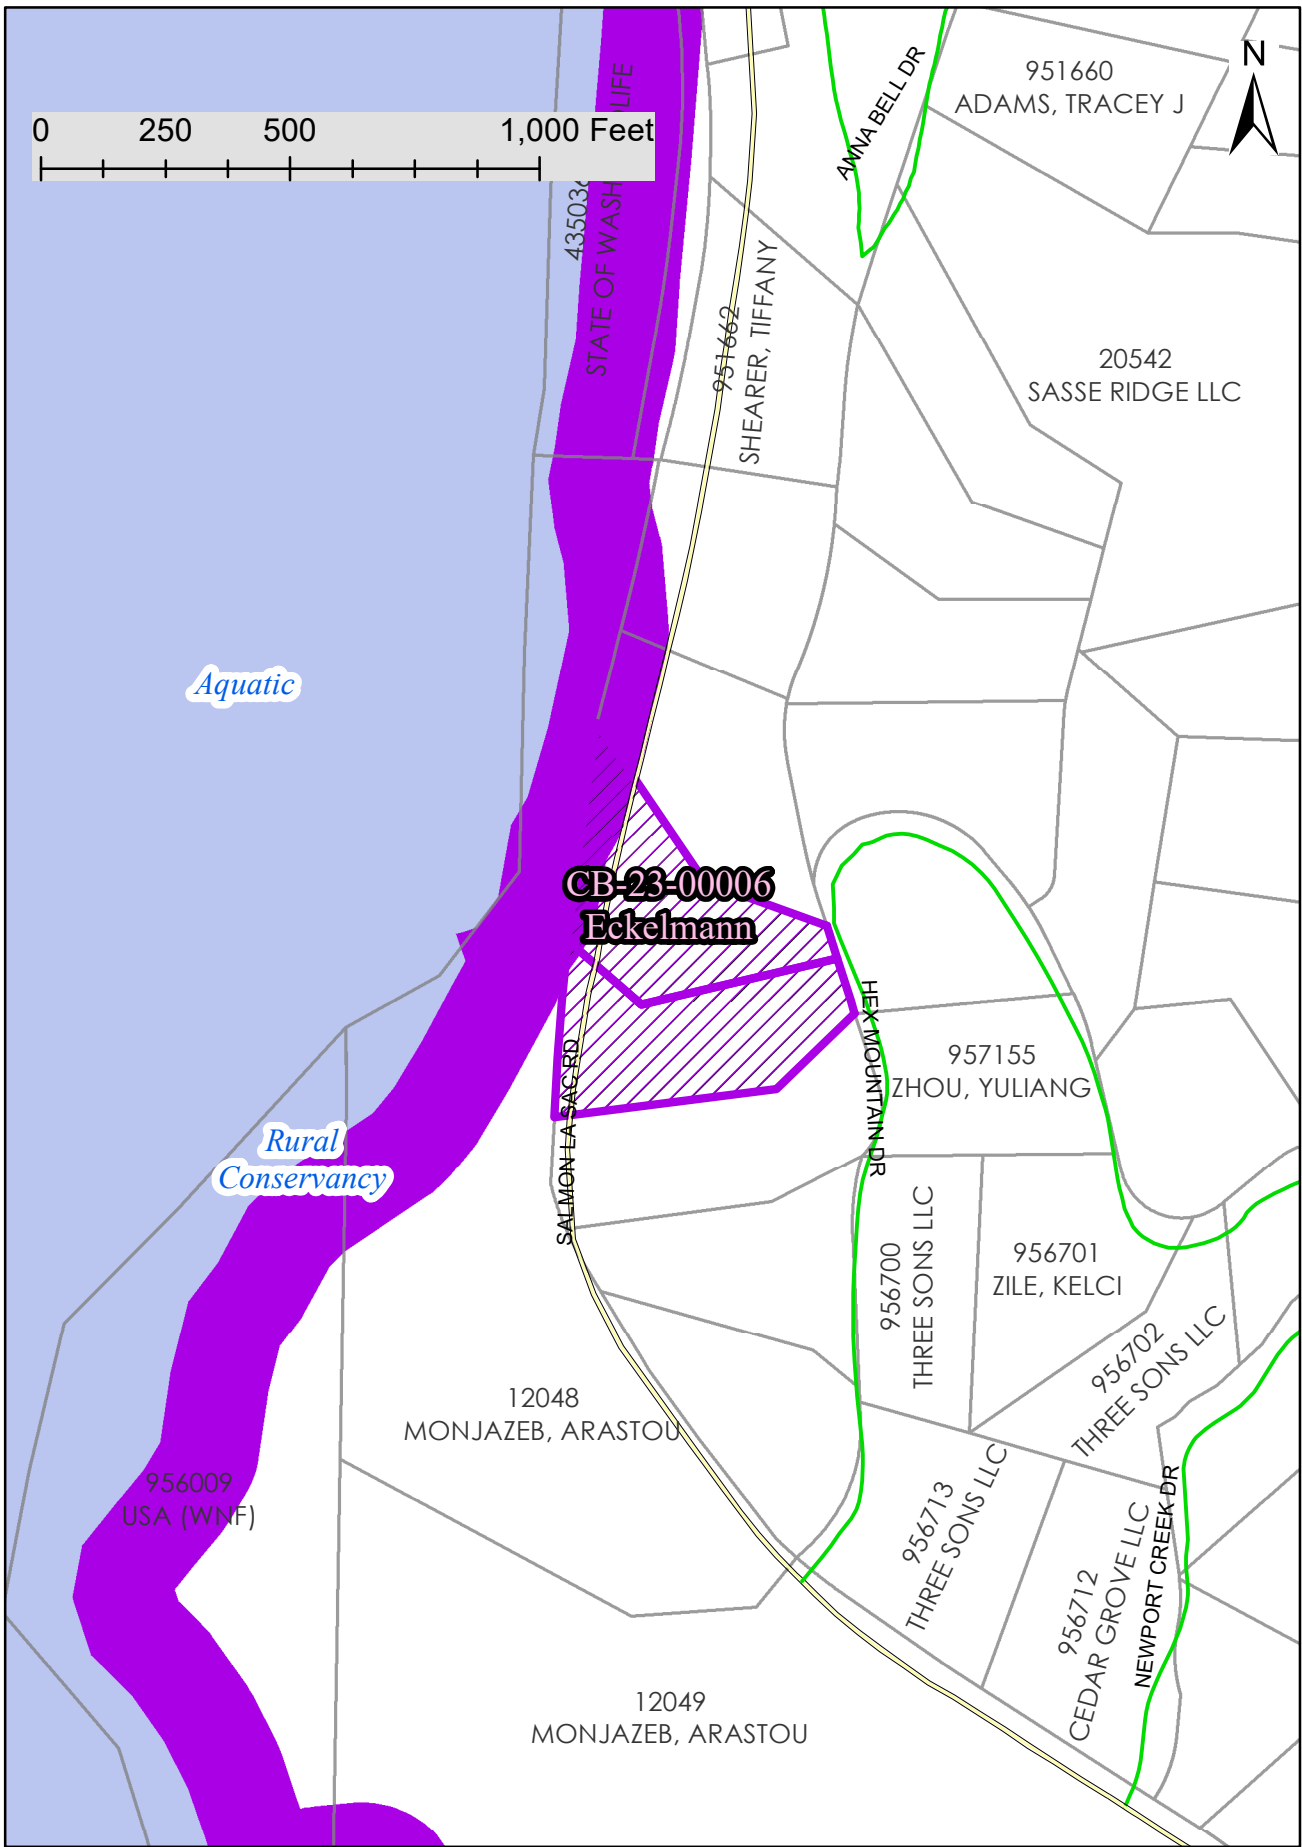 951660
ADAMS, TRACEY J
N
0 250 500 1,000 Feet
ANNA BELL DR
STATE OF WASH
LIFE
951662
SHEARER, TIFFANY
20542
SASSE RIDGE LLC
Aquatic
CB-23-00006
Eckelmann
HEX MOUNTAIN DR
957155
ZHOU, YULIANG
SALMON LA SAC RD
Rural
Conservancy
956700
THREE SONS LLC
956701
ZILE, KELCI
956702
THREE SONS LLC
12048
MONJAZEB, ARASTOU
956009
USA (WNF)
956713
THREE SONS LLC
956712
CEDAR GROVE LLC
NEWPORT CREEK DR
12049
MONJAZEB, ARASTOU